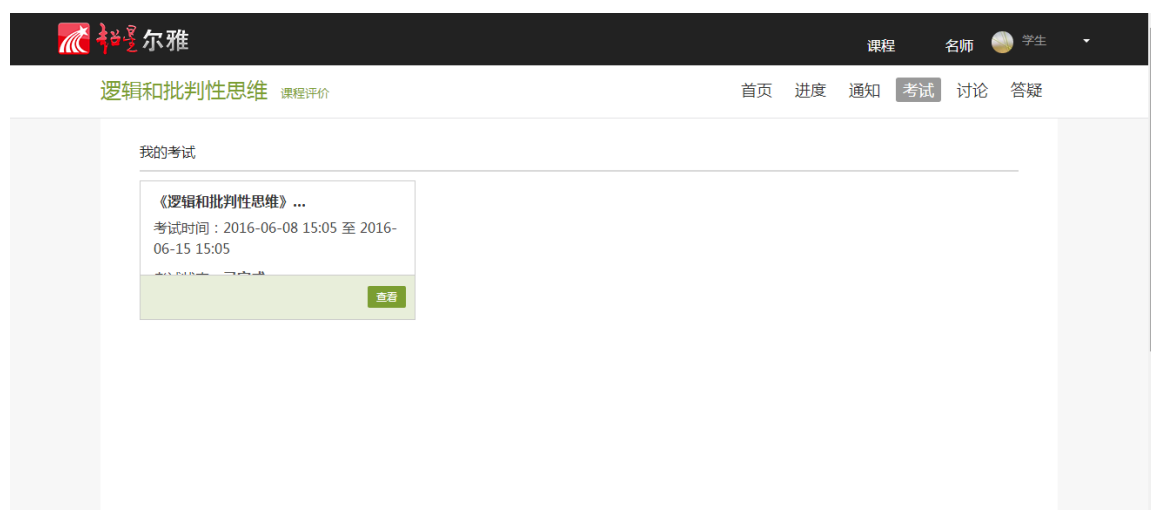 超星尔雅
课程 名师 学生
逻辑和批判性思维 课程评价
首页 进度 通知 考试 讨论 答疑
我的考试
《逻辑和批判性思维》...
考试时间：2016-06-08 15:05 至 2016-
06-15 15:05
查看